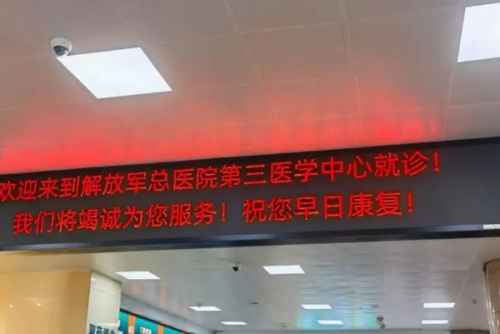 欢迎来到解放军总医院第三医学中心就诊！
我们将竭诚为您服务！祝您早日康复！